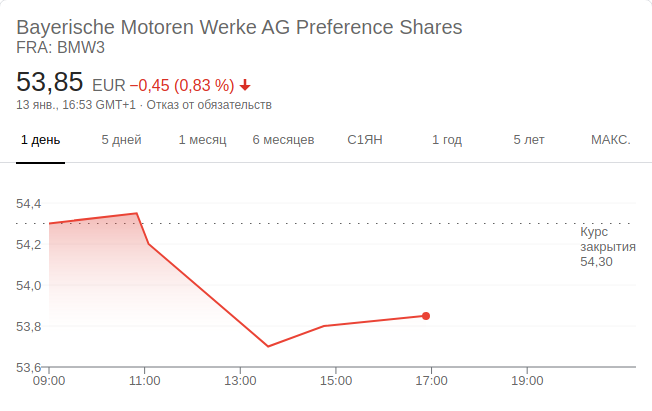 Bayerische Motoren Werke AG Preference Shares
FRA: BMW3
53,85 EUR −0,45 (0,83 %)
13 янв., 16:53 GMT+1 · Отказ от обязательств
1 день 5 дней 1 месяц 6 месяцев С1ЯН 1 год 5 лет МАКС.
54,4
54,2
54,0
53,8
53,6
Курс
закрытия
54,30
09:00 11:00 13:00 15:00 17:00 19:00